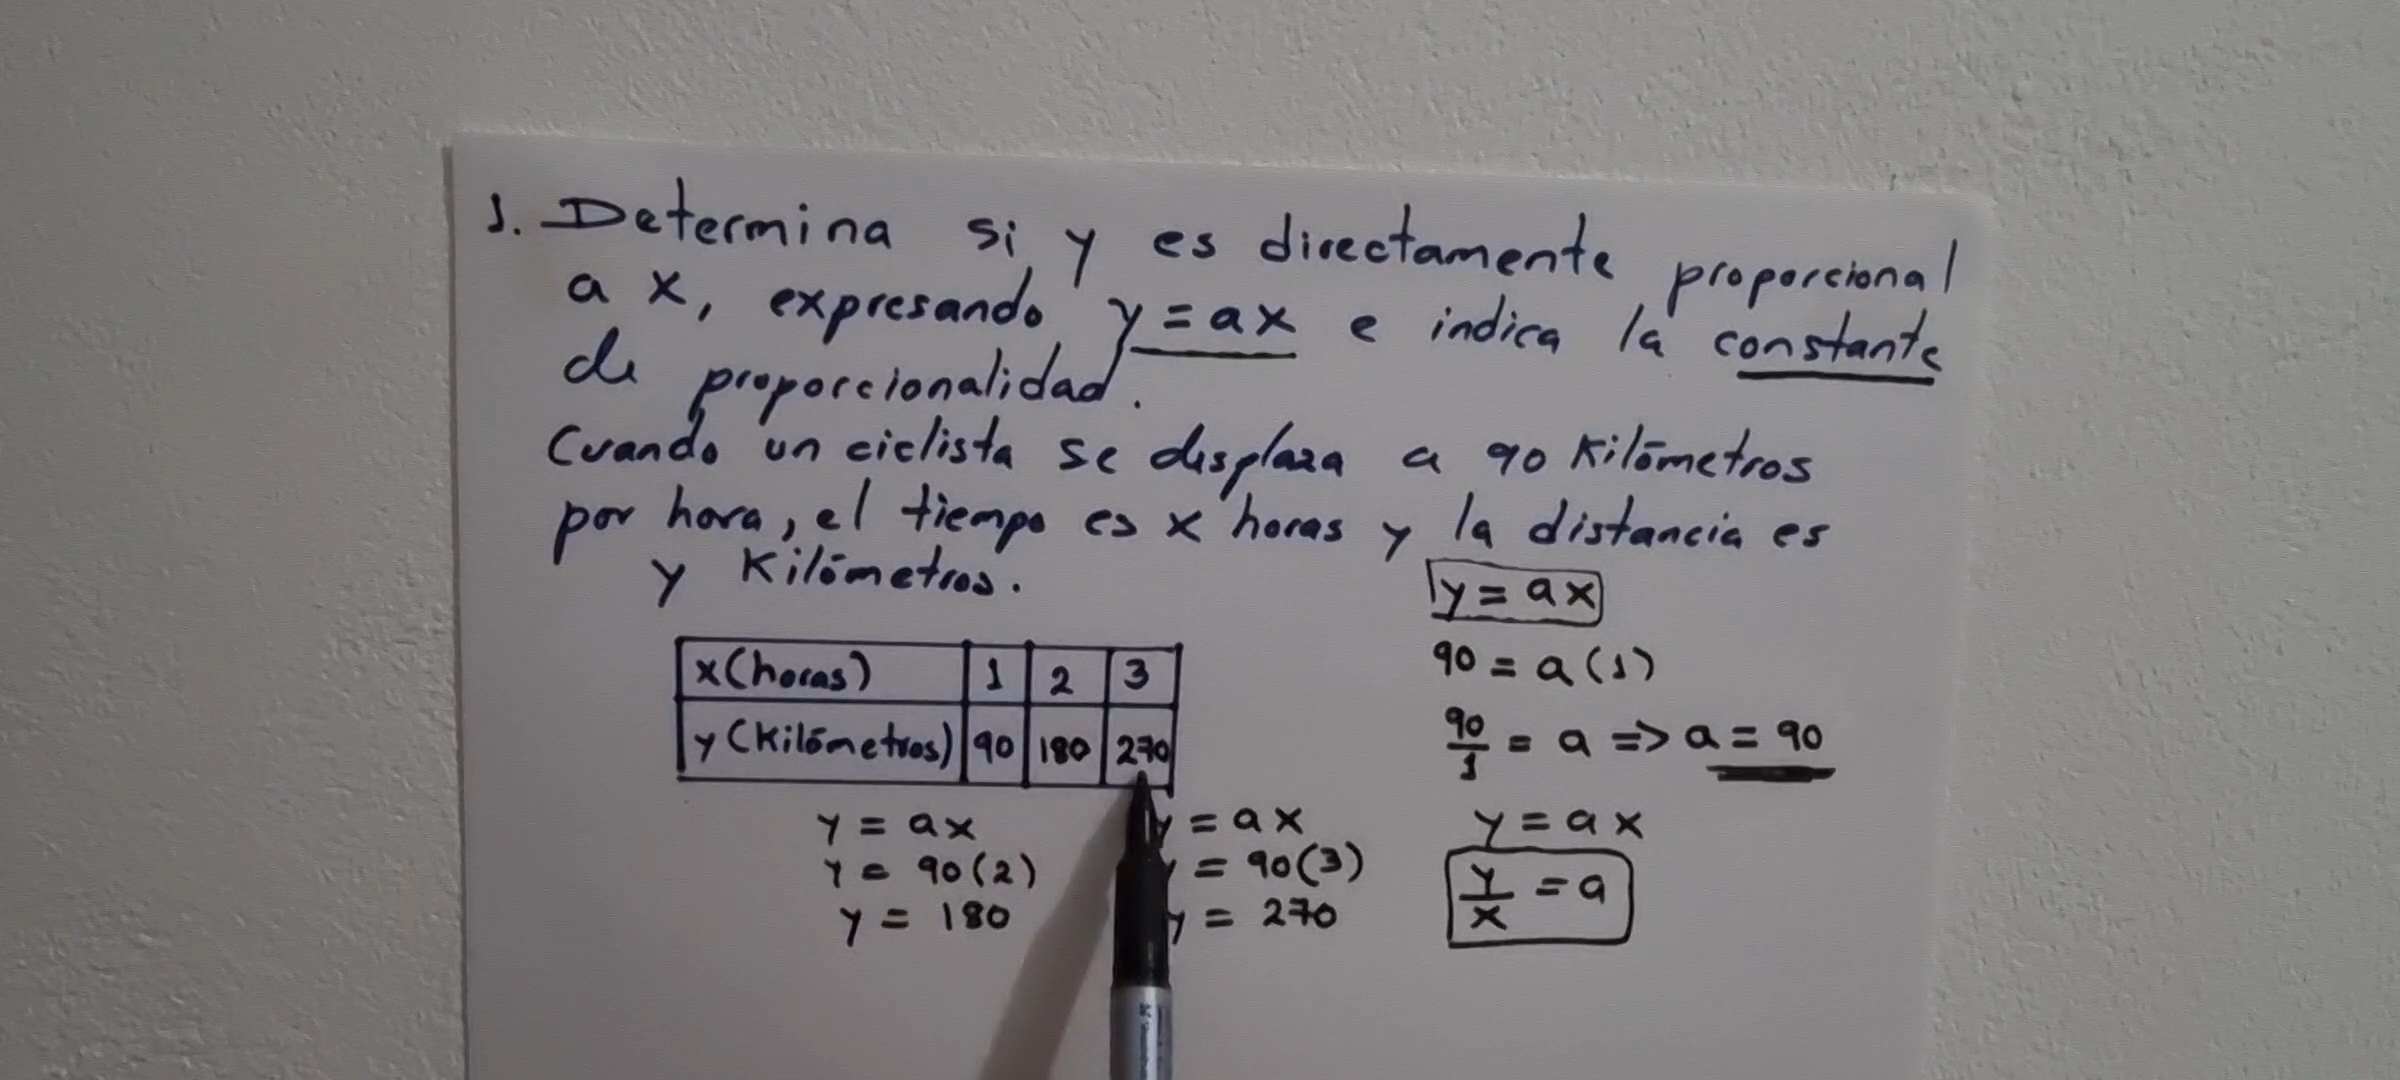 1. Determina si y es directamente proporcional
a x, expresando y = ax e indica la constante
de proporcionalidad.
Cuando un ciclista se desplaza a 90 Kilómetros
por hora, el tiempo es x horas y la distancia es
y Kilómetros.
y = ax
90 = a (1)
90/1 = a => a = 90
y = ax
y/x = a
x (horas) 1 2 3
y (Kilómetros) 90 180 270
y = ax
y = 90(2)
y = 180
y = ax
y = 90(3)
y = 270